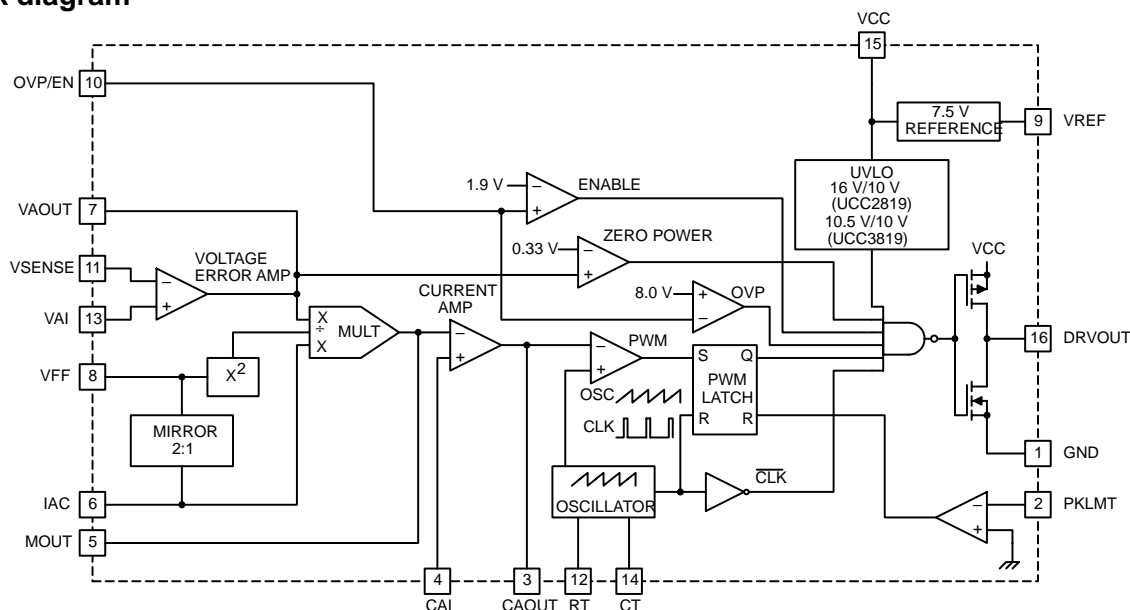 diagram
VCC
15
OVP/EN 10
7.5 V
REFERENCE
9 VREF
1.9 V
−
+
ENABLE
UVLO
16 V/10 V
(UCC2819)
10.5 V/10 V
(UCC3819)
VAOUT 7
0.33 V
−
+
ZERO POWER
VSENSE 11
VOLTAGE
ERROR AMP
−
+
VAI 13
8.0 V
+
−
OVP
VCC
CURRENT
AMP
X
÷
X
MULT
−
+
−
+
PWM
S Q
PWM
LATCH
R R
16 DRVOUT
VFF 8
X2
OSC
CLK
MIRROR
2:1
1 GND
IAC 6
OSCILLATOR
CLK
−
+
2 PKLMT
MOUT 5
4
3
12
14
CAI
CAOUT
RT
CT